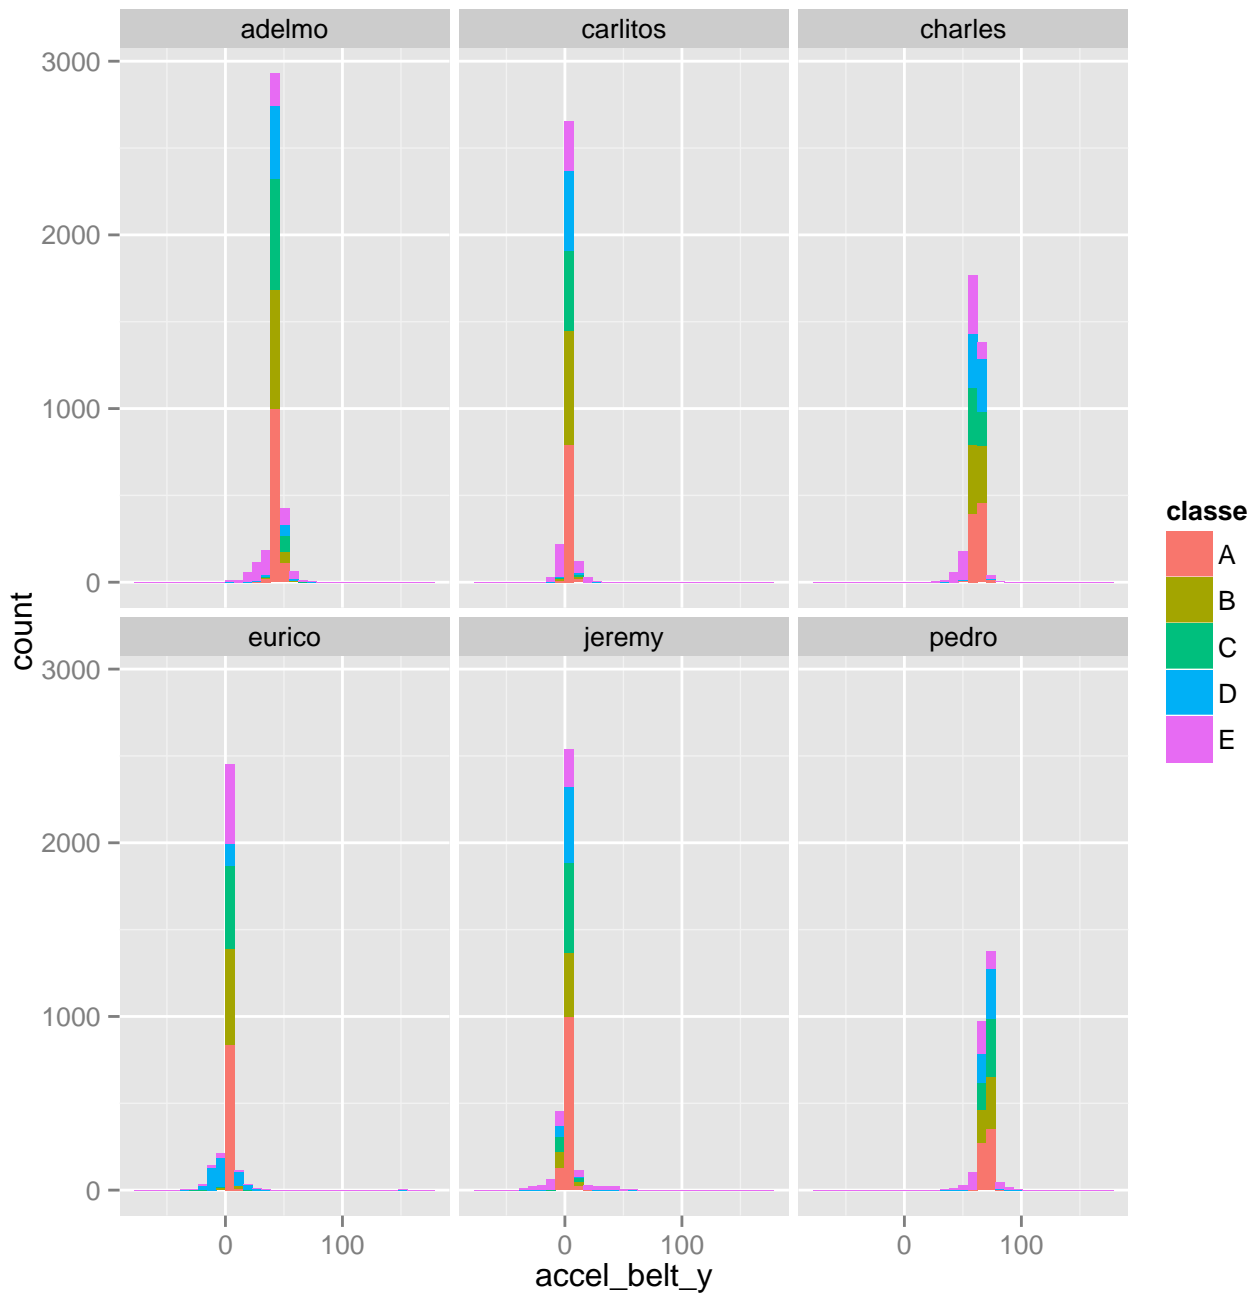 adelmo carlitos charles
3000
2000
1000
0
eurico jeremy pedro
3000
2000
1000
0
0 100 0 100 0 100
accel_belt_y
count
classe
A
B
C
D
E